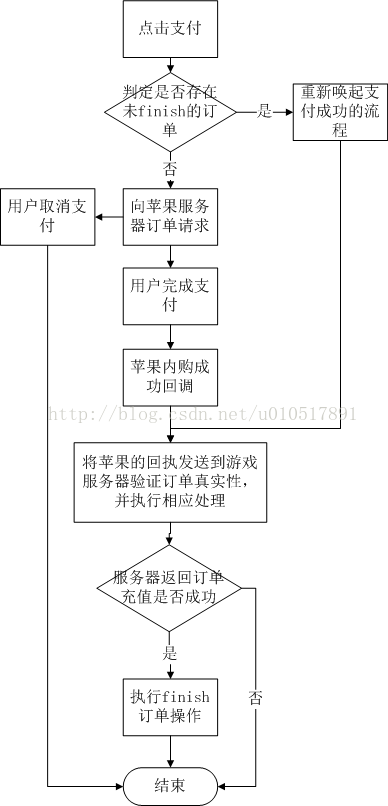 点击支付
判定是否存在
未finish的订
单
是
重新唤起支
付成功的流
程
否
用户取消支
付
向苹果服务
器订单请求
用户完成支
付
苹果内购成
功回调
http://blog.csdn.net/u010517891
将苹果的回执发送到游戏
服务器验证订单真实性，
并执行相应处理
服务器返回订单
充值是否成功
是
否
执行finish
订单操作
结束